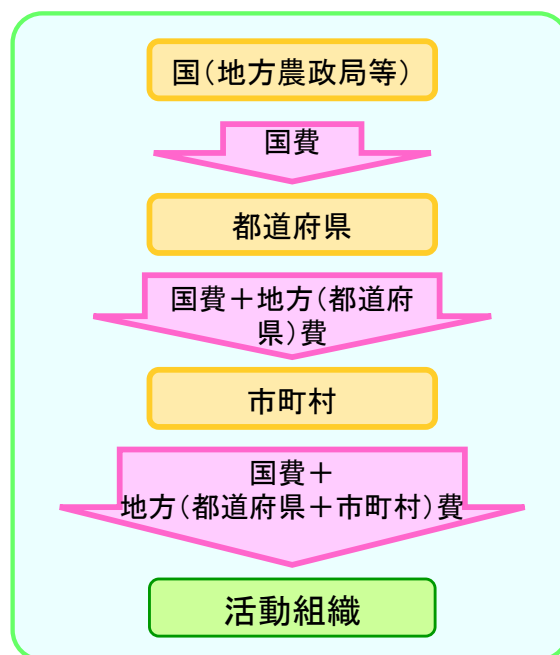 国(地方農政局等)
国費
都道府県
国費＋地方(都道府
県)費
市町村
国費＋
地方(都道府県＋市町村)費
活動組織